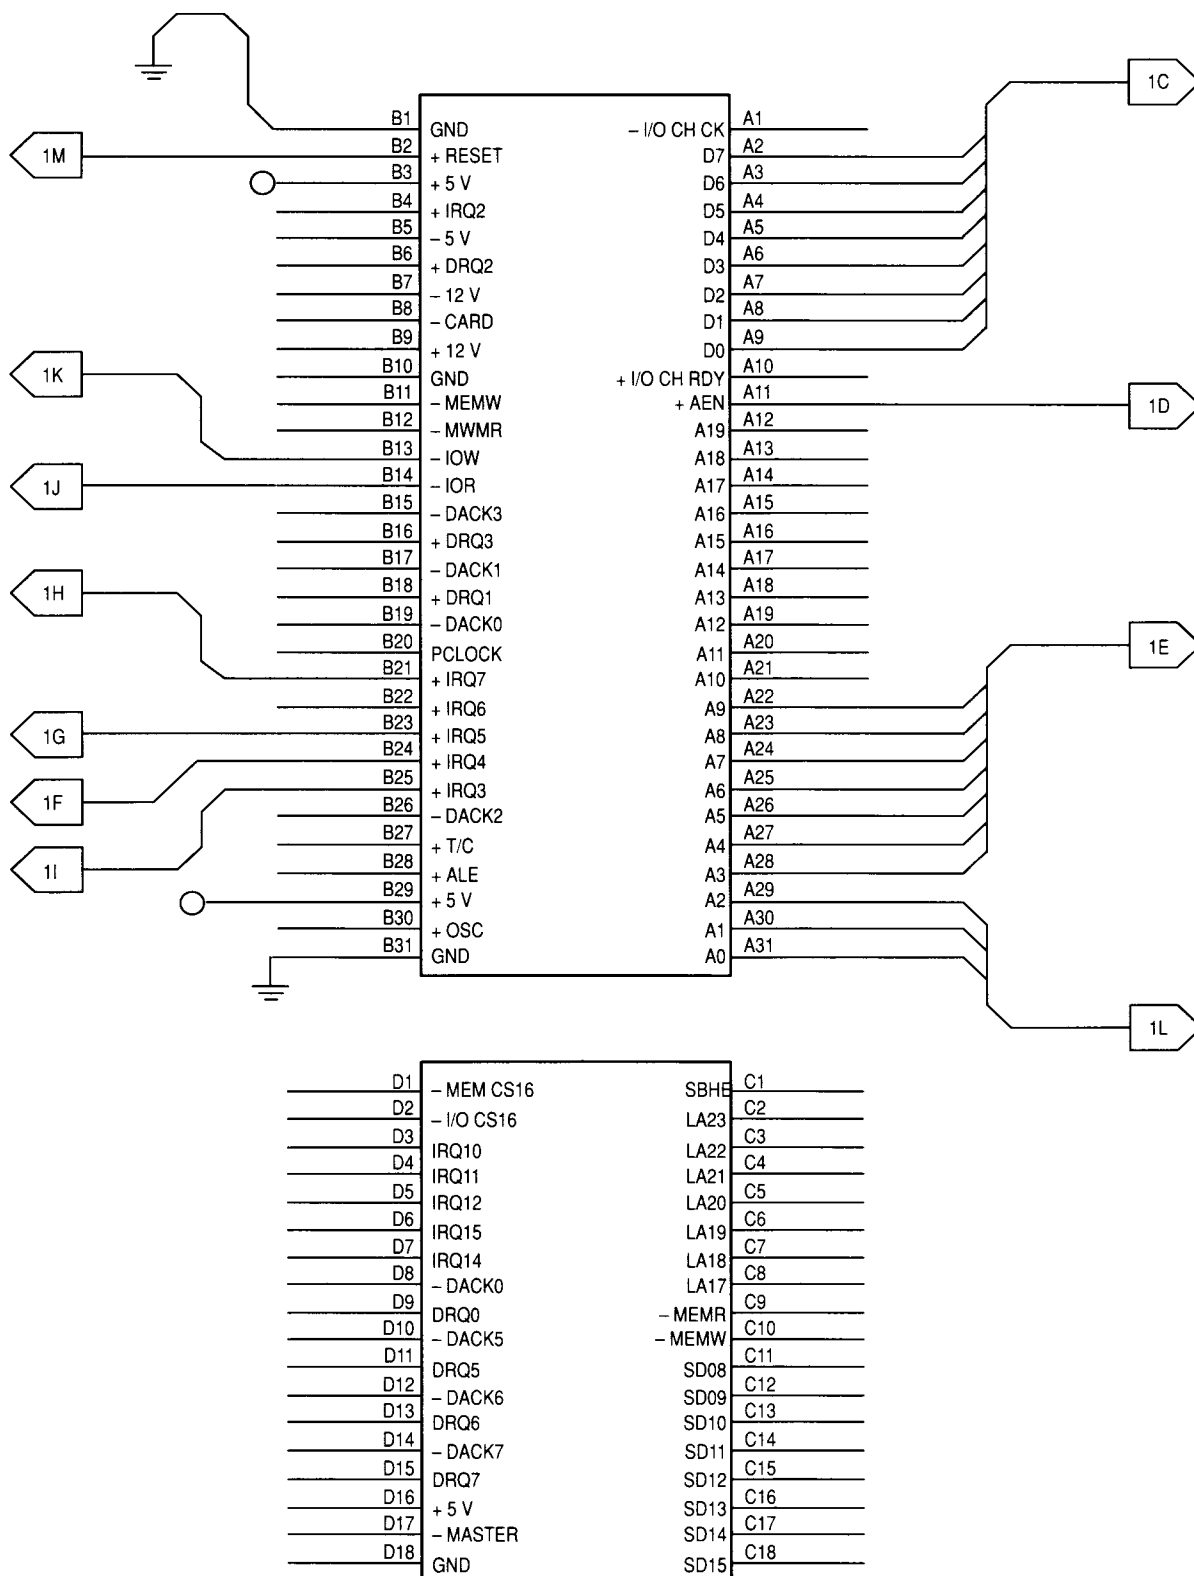 1C
B1 GND – I/O CH CK A1
1M B2 + RESET D7 A2
B3 + 5 V D6 A3
B4 + IRQ2 D5 A4
B5 – 5 V D4 A5
B6 + DRQ2 D3 A6
B7 – 12 V D2 A7
B8 – CARD D1 A8
B9 + 12 V D0 A9
1K B10 GND + I/O CH RDY A10
B11 – MEMW + AEN A11 1D
B12 – MWMR A19 A12
B13 – IOW A18 A13
1J B14 – IOR A17 A14
B15 – DACK3 A16 A15
B16 + DRQ3 A15 A16
B17 – DACK1 A14 A17
1H B18 + DRQ1 A13 A18
B19 – DACK0 A12 A19
B20 PCLOCK A11 A20 1E
B21 + IRQ7 A10 A21
B22 + IRQ6 A9 A22
1G B23 + IRQ5 A8 A23
B24 + IRQ4 A7 A24
1F B25 + IRQ3 A6 A25
B26 – DACK2 A5 A26
B27 + T/C A4 A27
1I B28 + ALE A3 A28
B29 + 5 V A2 A29
B30 + OSC A1 A30
B31 GND A0 A31
1L
D1 – MEM CS16 SBHE C1
D2 – I/O CS16 LA23 C2
D3 IRQ10 LA22 C3
D4 IRQ11 LA21 C4
D5 IRQ12 LA20 C5
D6 IRQ15 LA19 C6
D7 IRQ14 LA18 C7
D8 – DACK0 LA17 C8
D9 DRQ0 – MEMR C9
D10 – DACK5 – MEMW C10
D11 DRQ5 SD08 C11
D12 – DACK6 SD09 C12
D13 DRQ6 SD10 C13
D14 – DACK7 SD11 C14
D15 DRQ7 SD12 C15
D16 + 5 V SD13 C16
D17 – MASTER SD14 C17
D18 GND SD15 C18